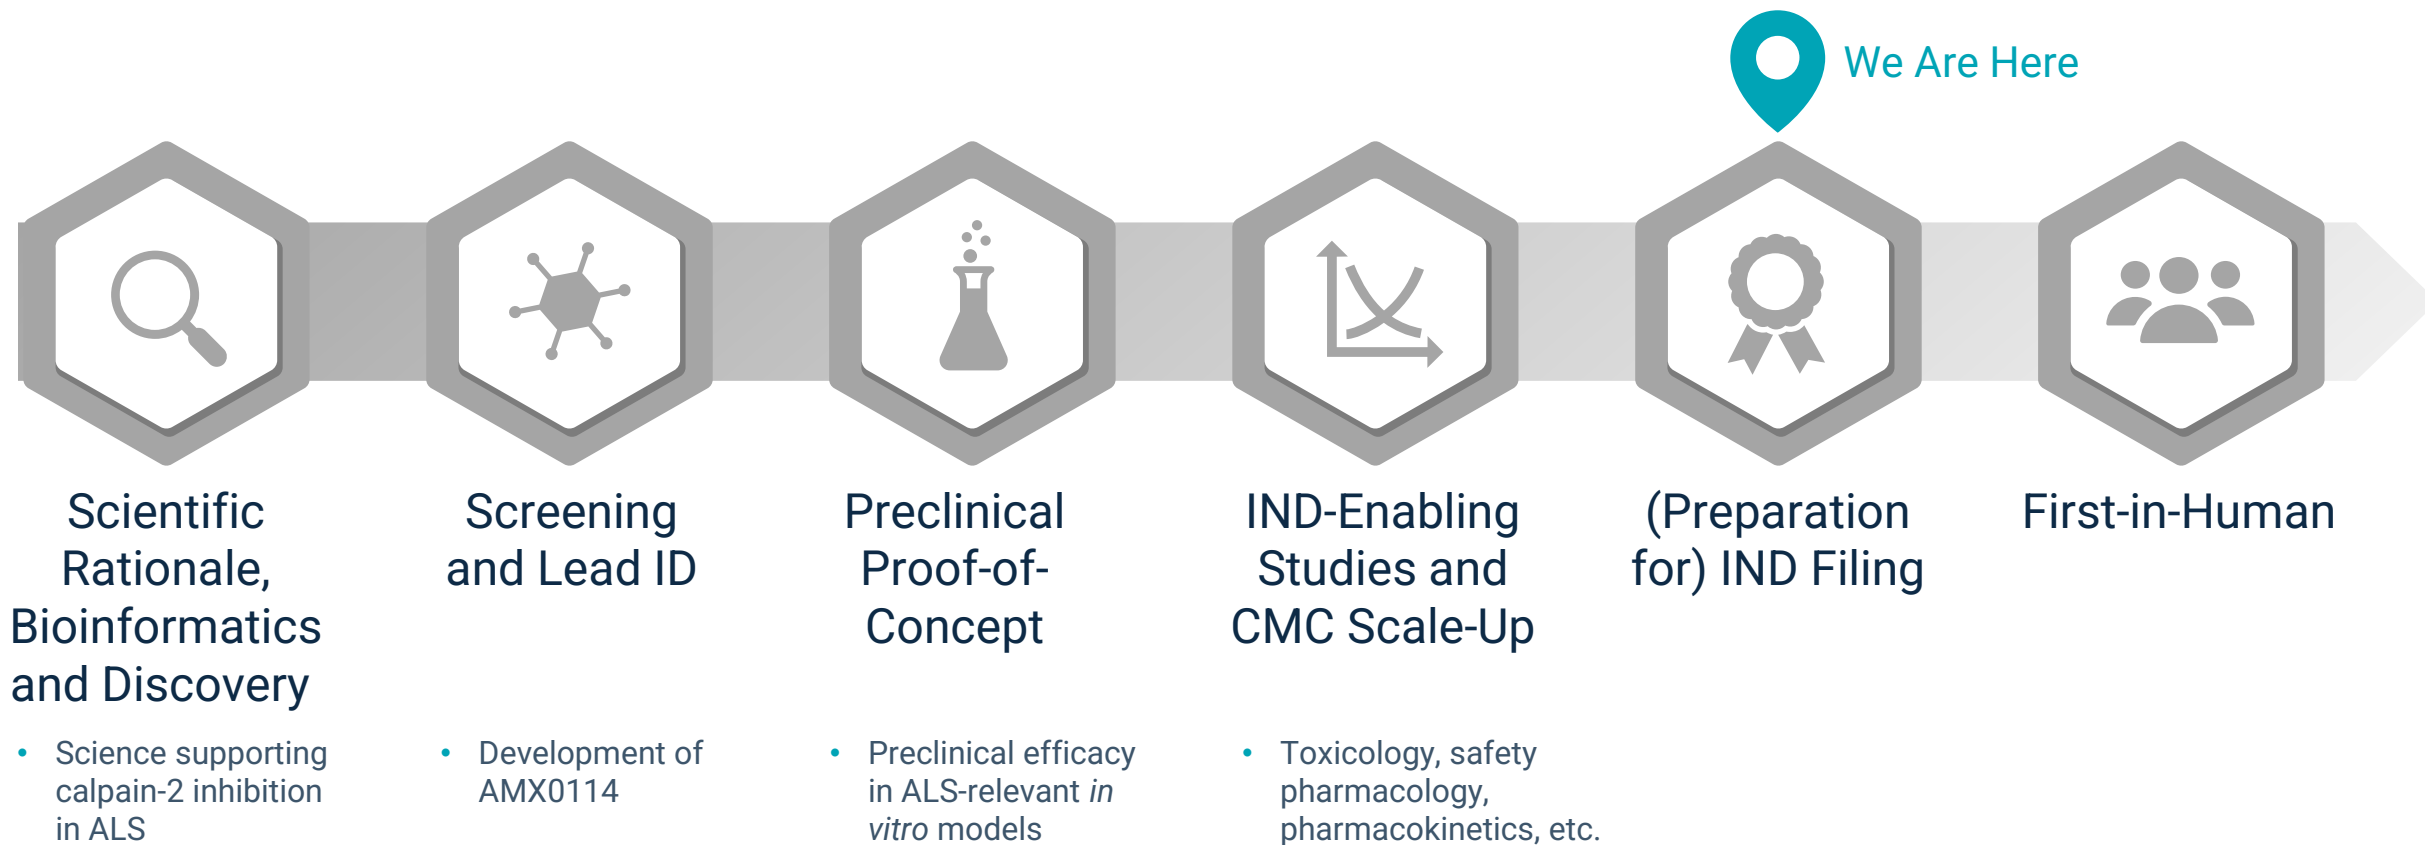 We Are Here
Scientific
Rationale,
Bioinformatics
and Discovery
Screening
and Lead ID
Preclinical
Proof-of-
Concept
IND-Enabling
Studies and
CMC Scale-Up
(Preparation
for) IND Filing
First-in-Human
• Science supporting
calpain-2 inhibition
in ALS
• Development of
AMX0114
• Preclinical efficacy
in ALS-relevant in
vitro models
• Toxicology, safety
pharmacology,
pharmacokinetics, etc.